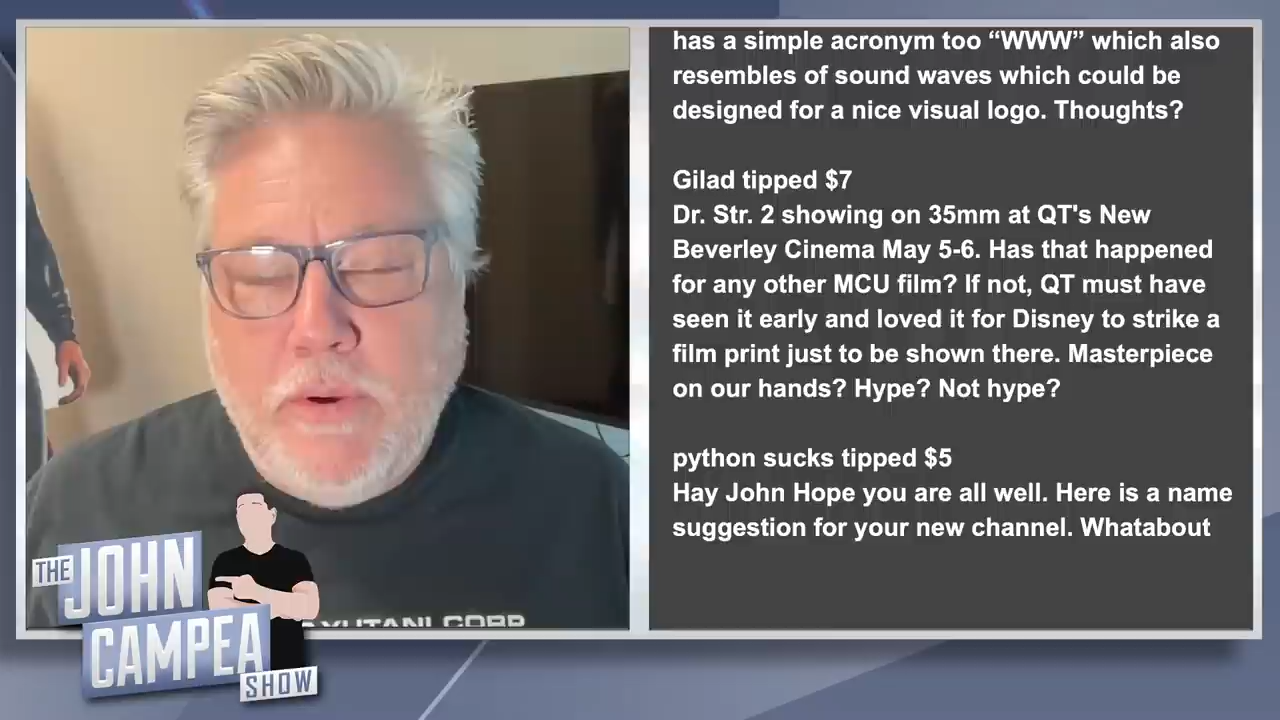 has a simple acronym too “WWW” which also
resembles of sound waves which could be
designed for a nice visual logo. Thoughts?
Gilad tipped $7
Dr. Str. 2 showing on 35mm at QT's New
Beverley Cinema May 5-6. Has that happened
for any other MCU film? If not, QT must have
seen it early and loved it for Disney to strike a
film print just to be shown there. Masterpiece
on our hands? Hype? Not hype?
python sucks tipped $5
Hay John Hope you are all well. Here is a name
suggestion for your new channel. Whatabout
AYUTANI CORP
THE
JOHN
CAMPEA
SHOW